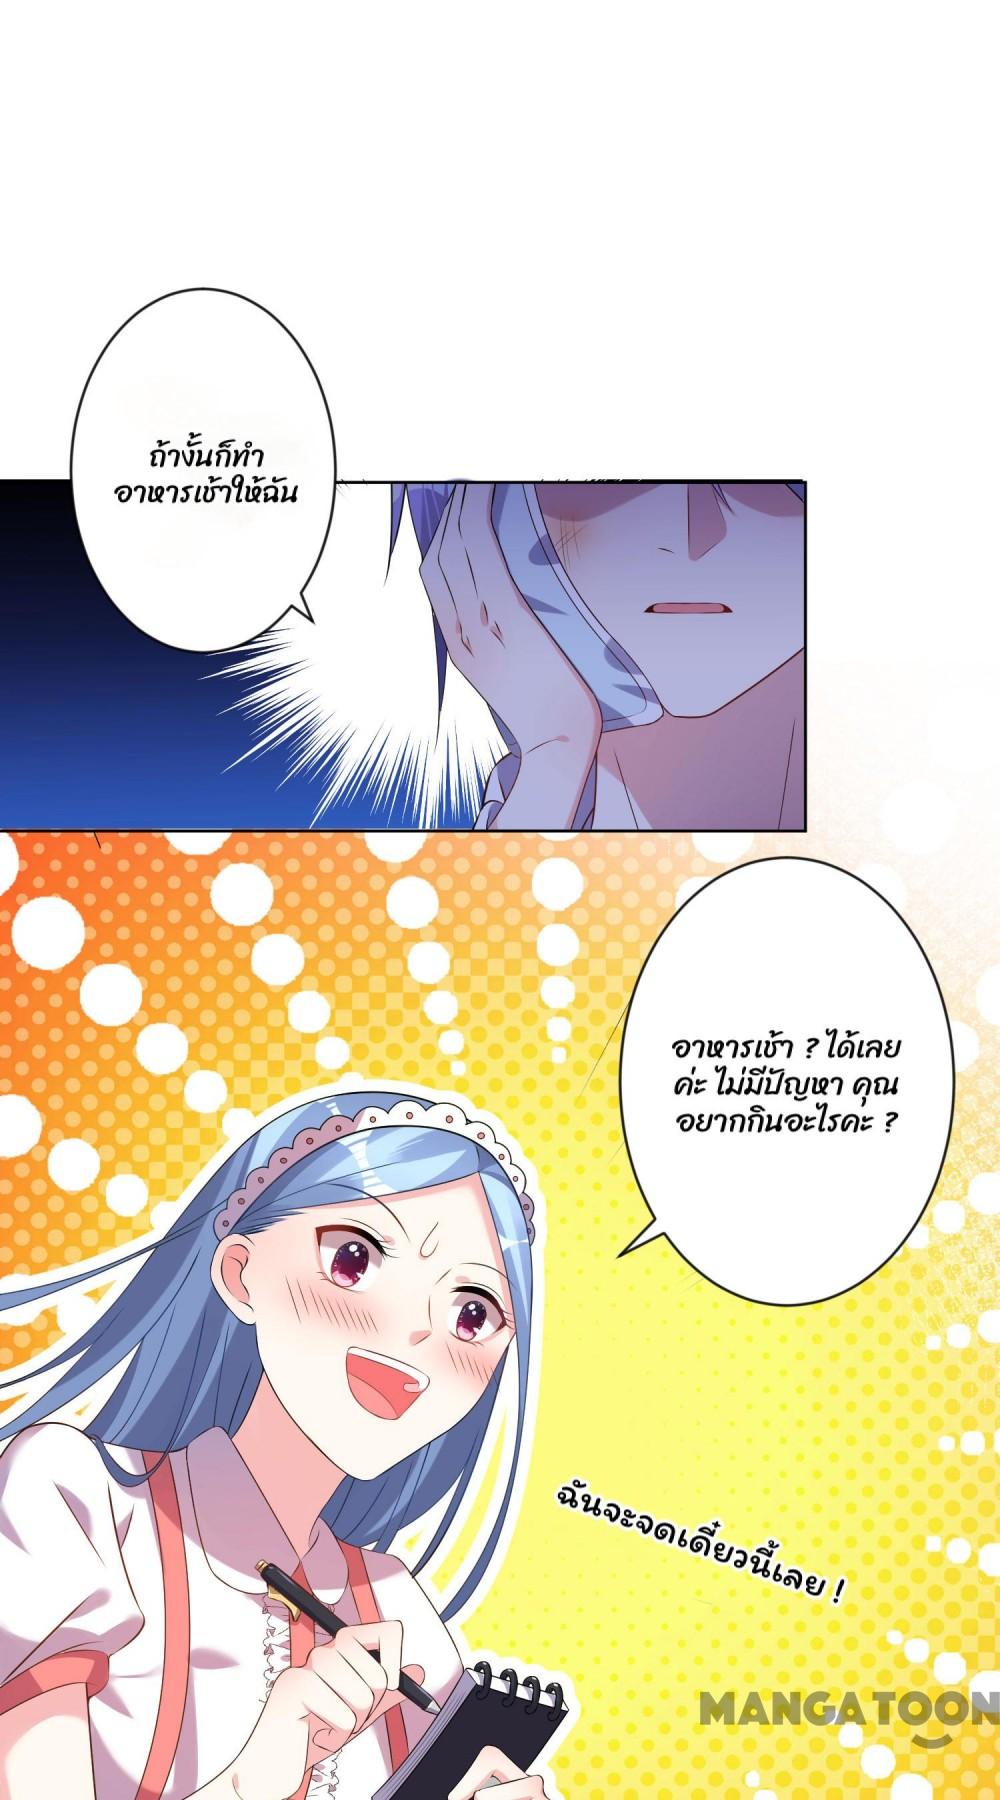 ถ้างั้นก็ทำ
อาหารเช้าให้ฉัน
อาหารเช้า ? ได้เลย
ค่ะ ไม่มีปัญหา คุณ
อยากกินอะไรคะ ?
ฉันจะจดเดี๋ยวนี้เลย !
MANGATOON